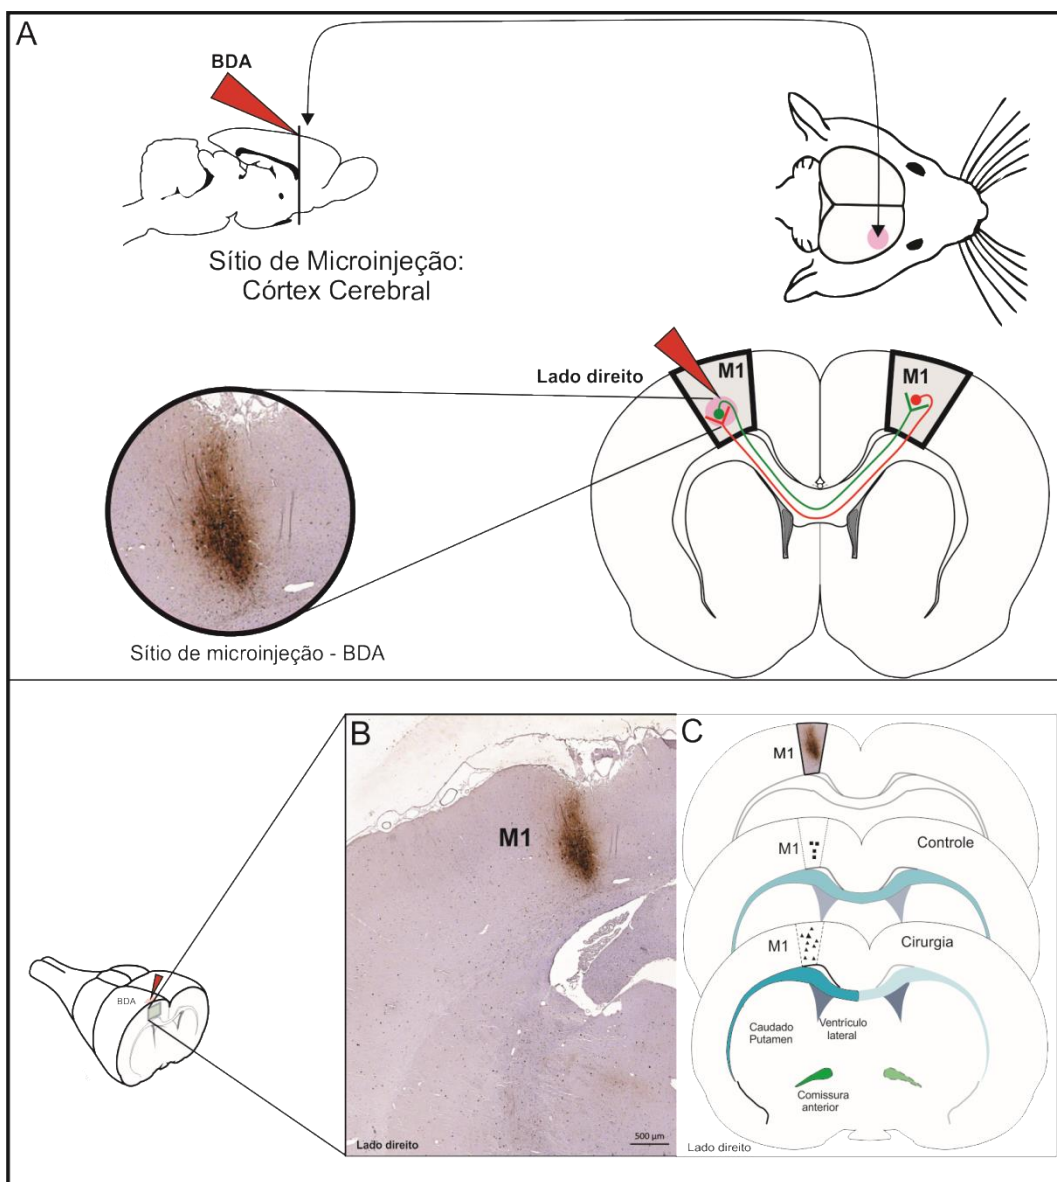 A
BDA
Sítio de Microinjeção:
Córtex Cerebral
Lado direito
M1
M1
Sítio de microinjeção - BDA
B
M1
Lado direito
500 µm
BDA
C
M1
M1
Controle
M1
Cirurgia
Caudado
Putamen
Ventrículo
lateral
Comissura
anterior
Lado direito